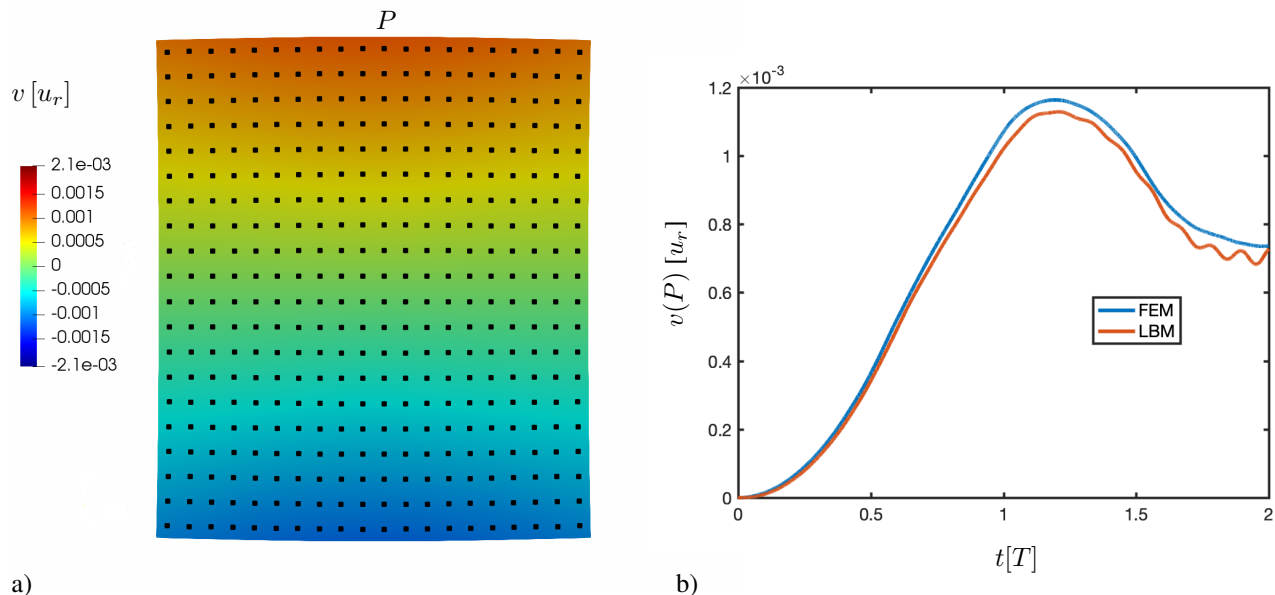 P
v [u_r]
2.1e-03
0.0015
0.001
0.0005
0
-0.0005
-0.001
-0.0015
-2.1e-03
a)
×10⁻³
1.2
1
0.8
0.6
0.4
0.2
0
v(P) [u_r]
FEM
LBM
0 0.5 1 1.5 2
t[T]
b)